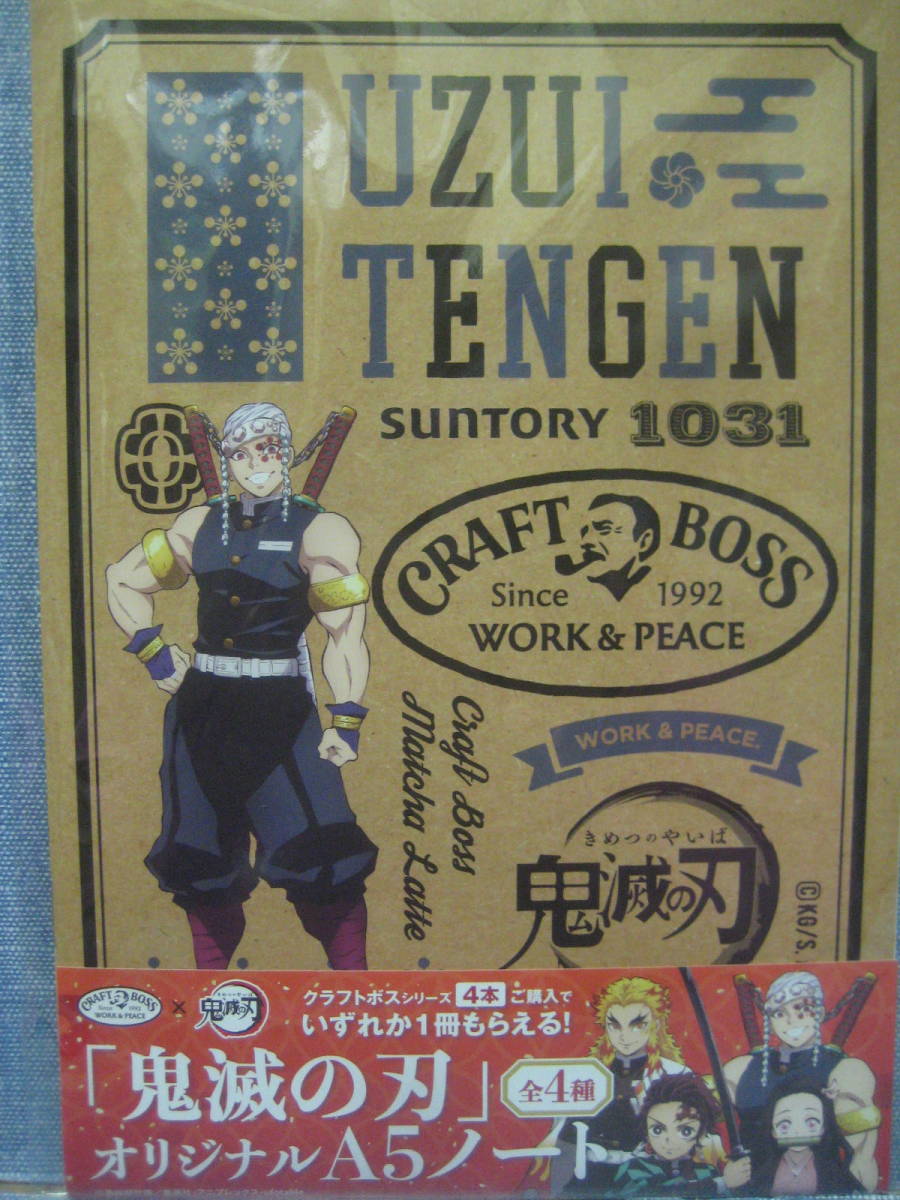 UZUI
TENGEN
SUNTORY 1031
CRAFT BOSS
Since 1992
WORK & PEACE
Craft Boss
Matcha Latte
WORK & PEACE.
きめつのやいば
鬼滅の刃
©KG/S.
CRAFT BOSS
Since 1992
WORK & PEACE
×
鬼滅の刃
クラフトボスシリーズ 4本 ご購入で
いずれか1冊もらえる!
「鬼滅の刃」 全4種
オリジナルA5ノート